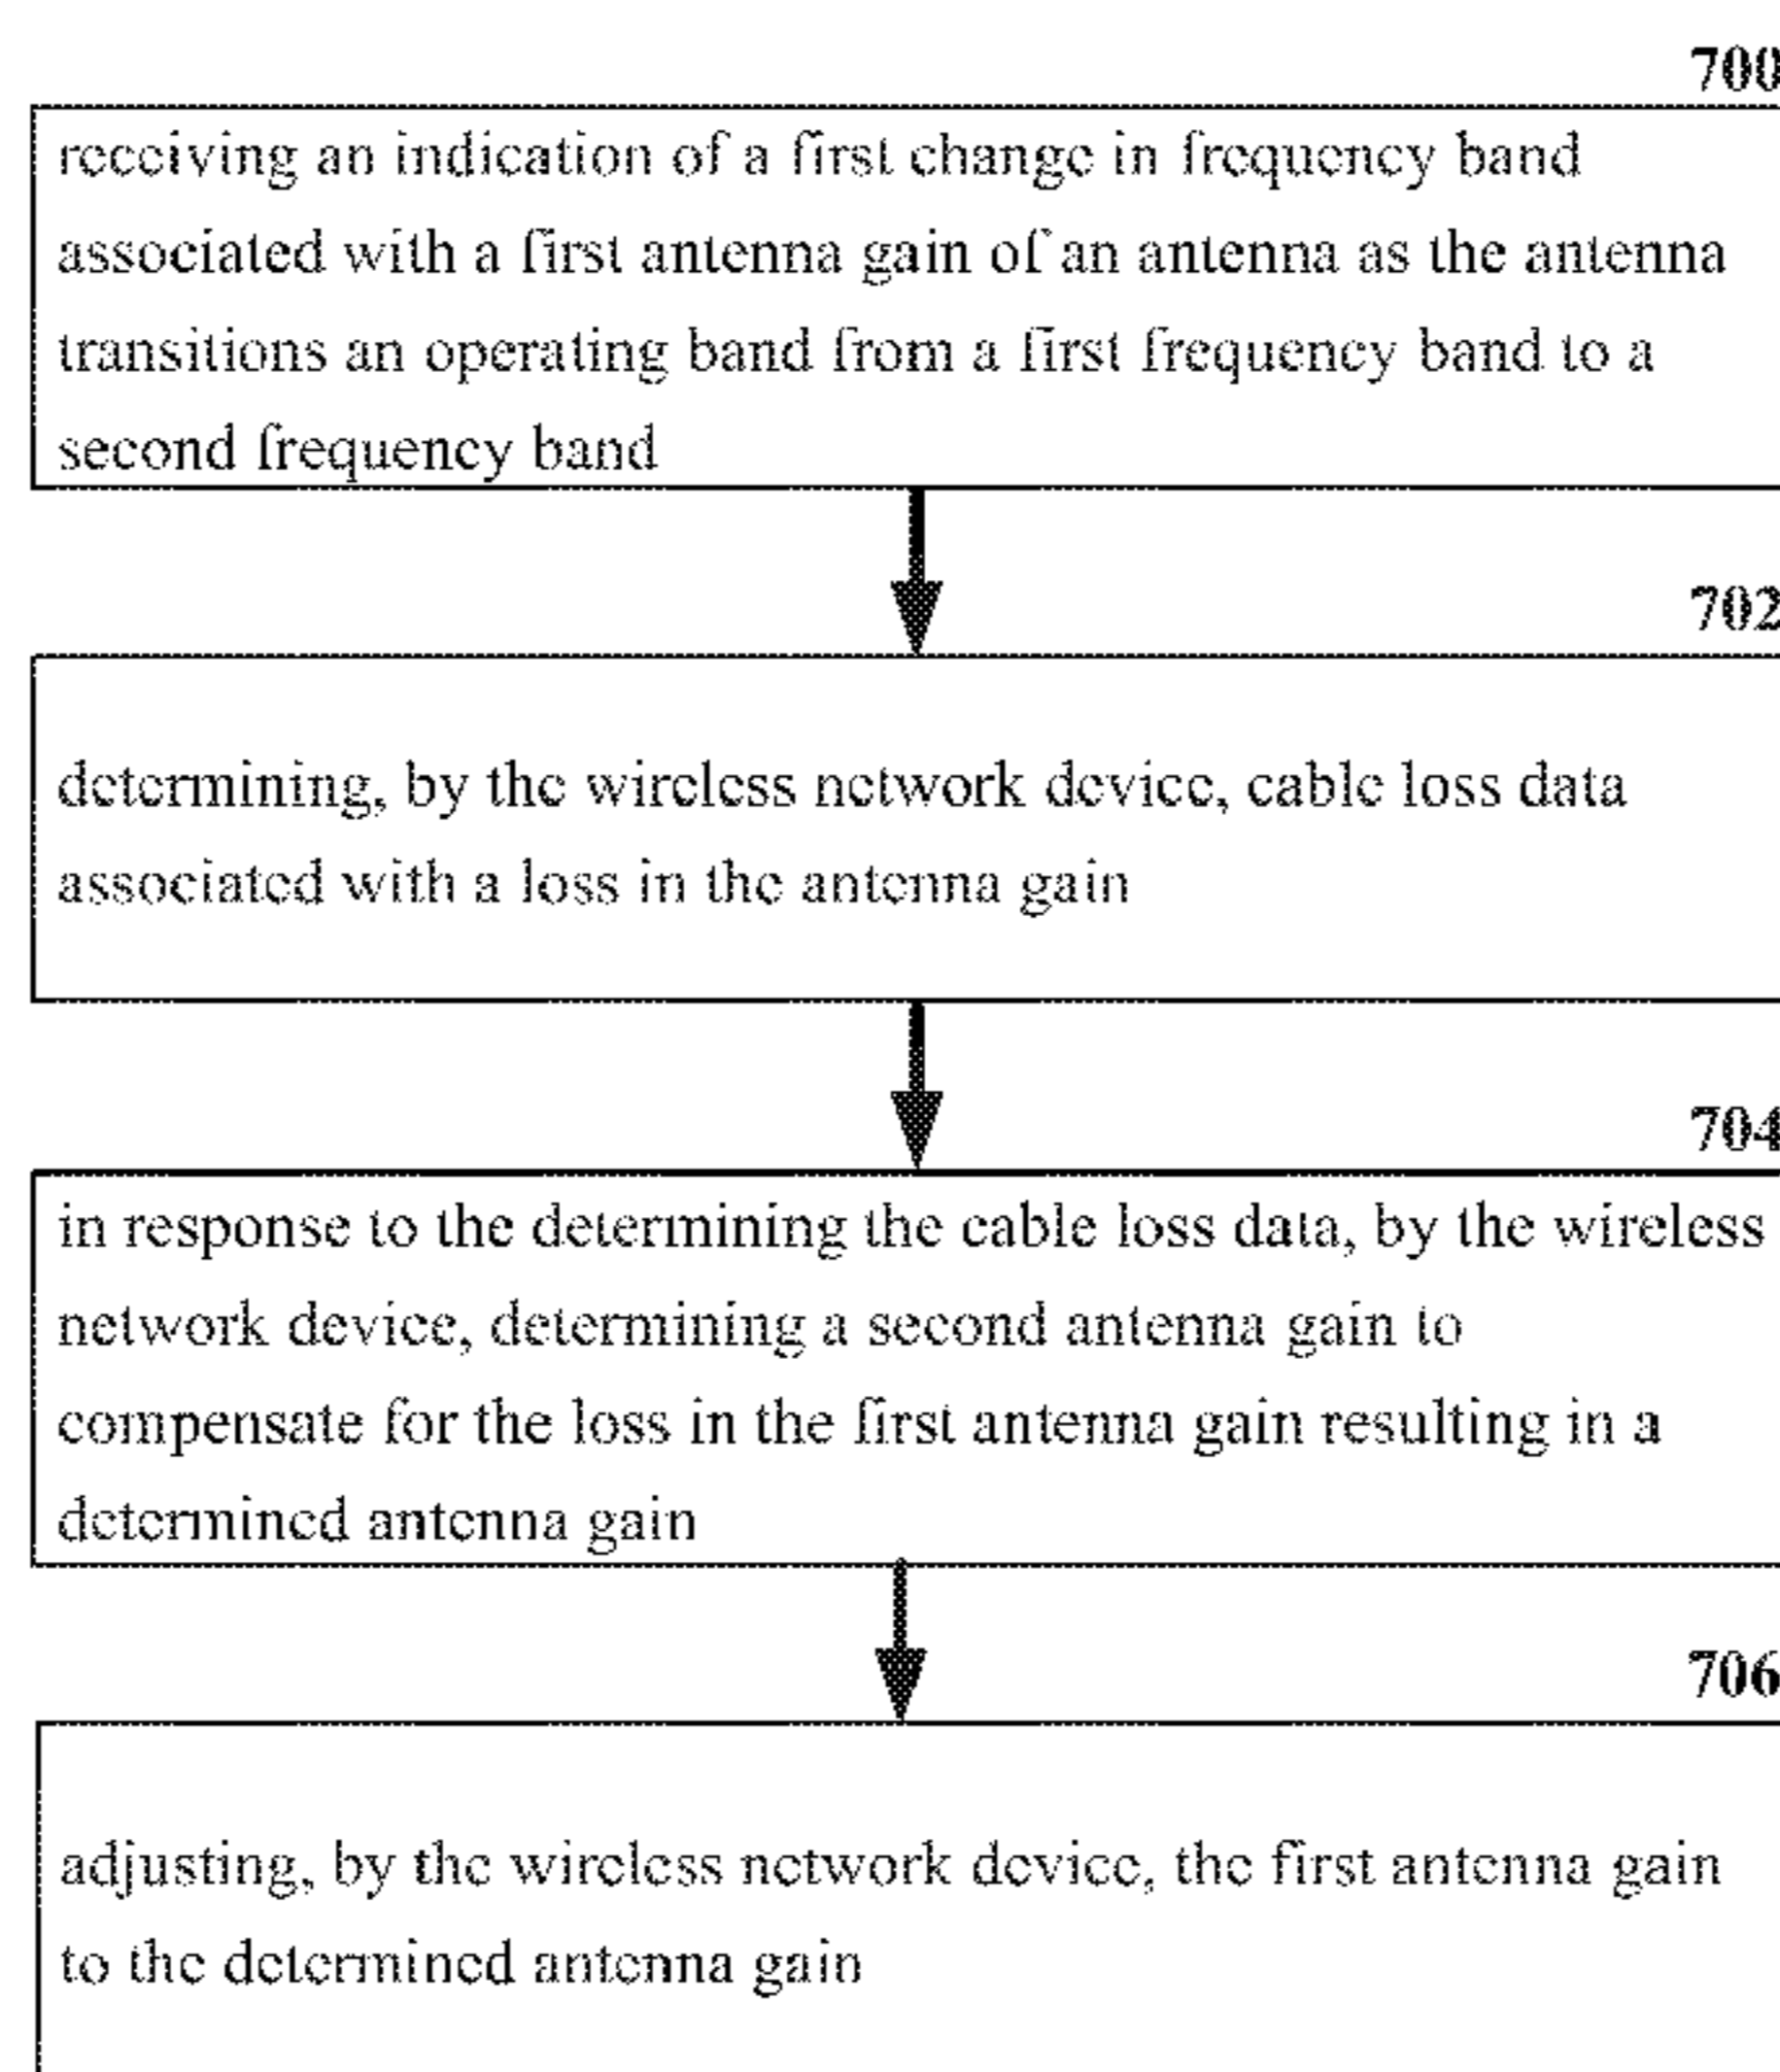 700
receiving an indication of a first change in frequency band
associated with a first antenna gain of an antenna as the antenna
transitions an operating band from a first frequency band to a
second frequency band
702
determining, by the wireless network device, cable loss data
associated with a loss in the antenna gain
704
in response to the determining the cable loss data, by the wireless
network device, determining a second antenna gain to
compensate for the loss in the first antenna gain resulting in a
determined antenna gain
706
adjusting, by the wireless network device, the first antenna gain
to the determined antenna gain